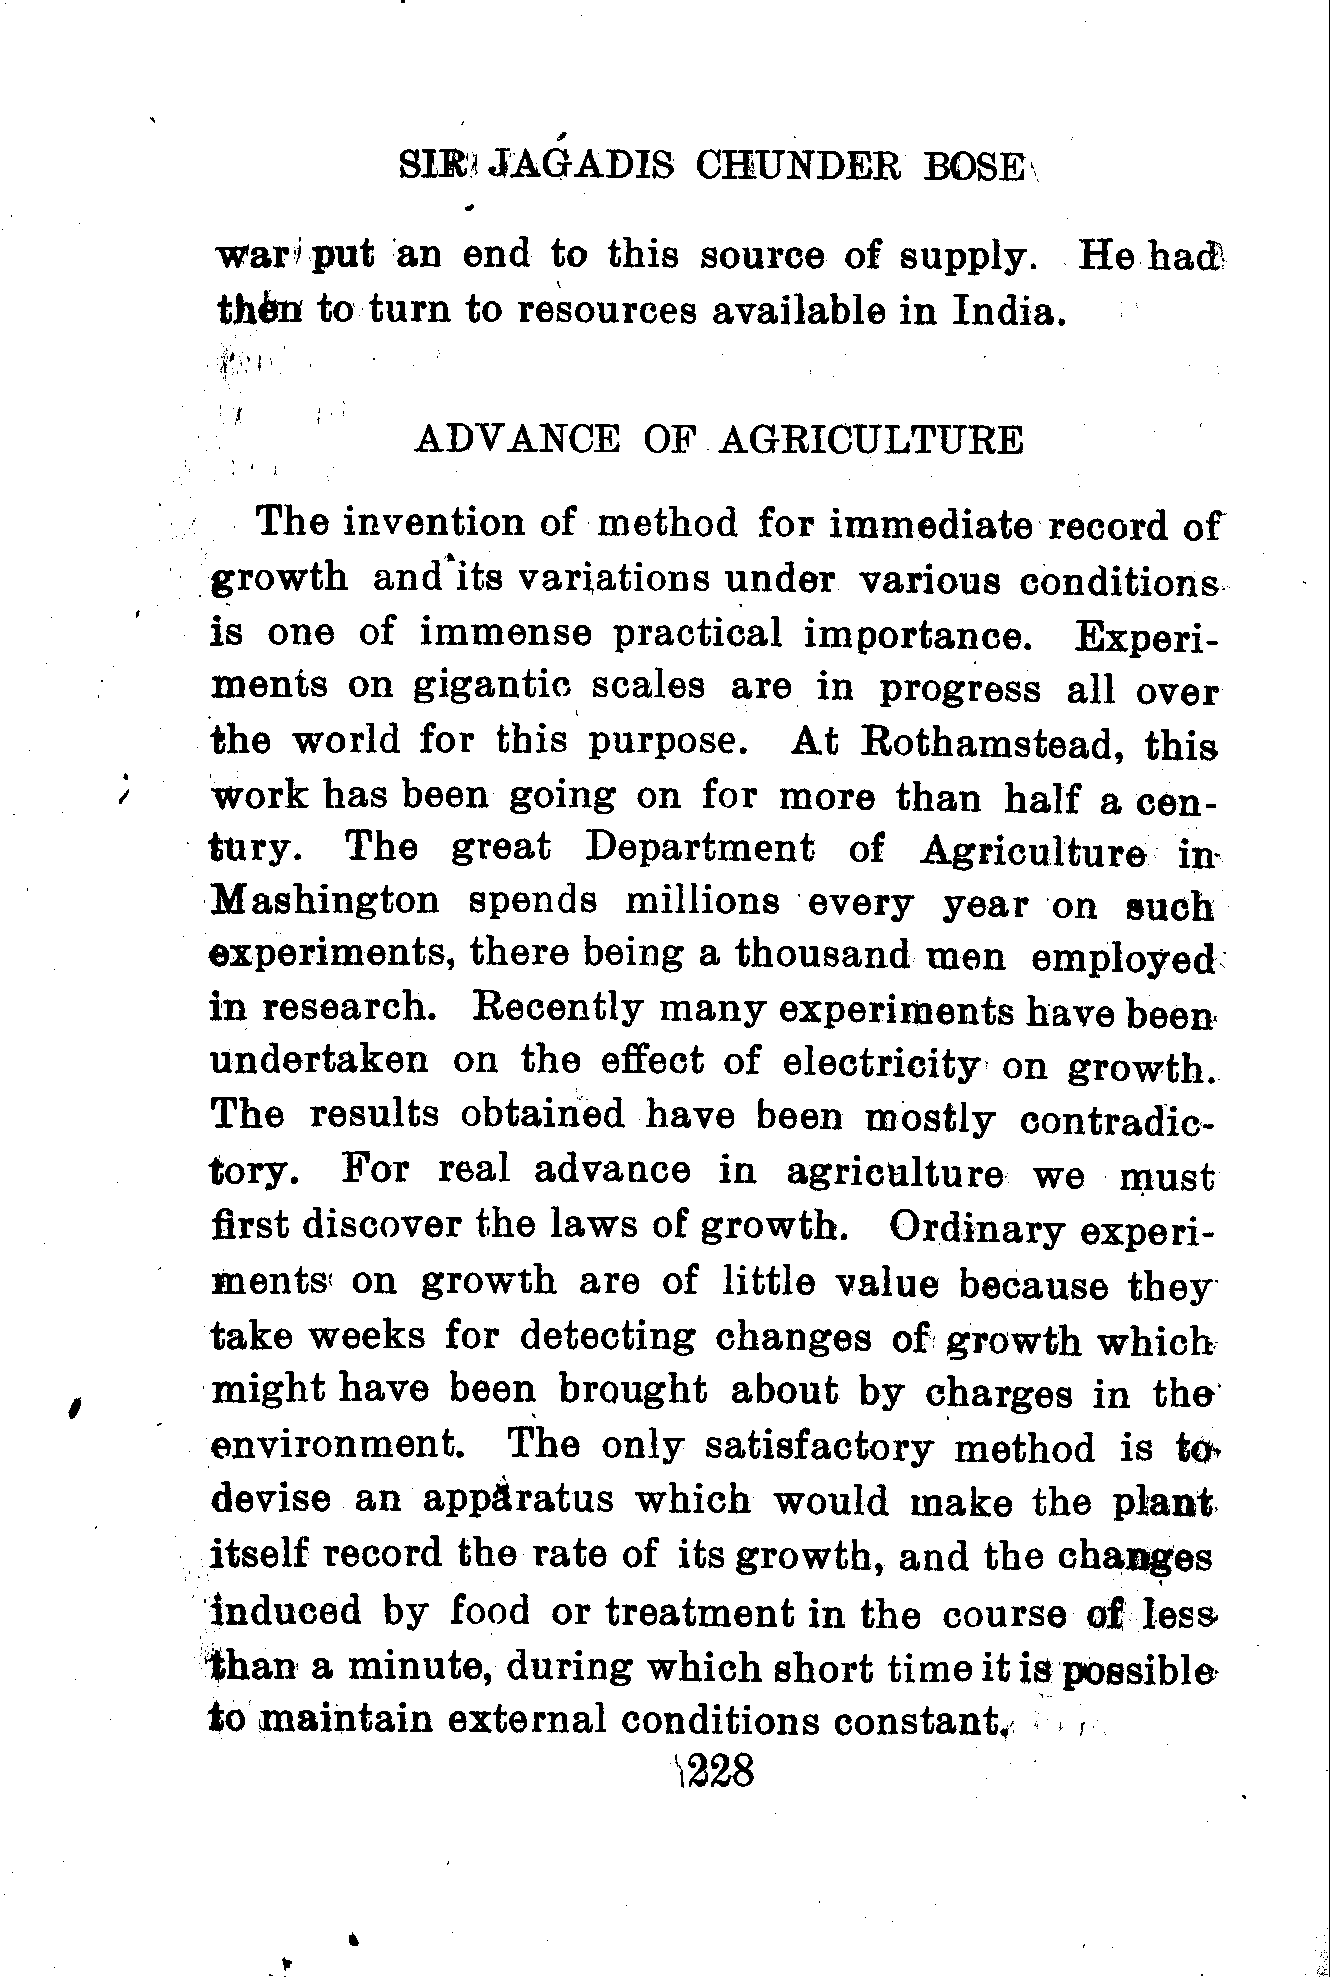 SIR JAGADIS CHUNDER BOSE
war put an end to this source of supply. He had
then to turn to resources available in India.
ADVANCE OF AGRICULTURE
The invention of method for immediate record of
growth and its variations under various conditions
is one of immense practical importance. Experi-
ments on gigantic scales are in progress all over
the world for this purpose. At Rothamstead, this
work has been going on for more than half a cen-
tury. The great Department of Agriculture in
Mashington spends millions every year on such
experiments, there being a thousand men employed
in research. Recently many experiments have been
undertaken on the effect of electricity on growth.
The results obtained have been mostly contradic-
tory. For real advance in agriculture we must
first discover the laws of growth. Ordinary experi-
ments on growth are of little value because they
take weeks for detecting changes of growth which
might have been brought about by charges in the
environment. The only satisfactory method is to
devise an apparatus which would make the plant
itself record the rate of its growth, and the changes
induced by food or treatment in the course of less
than a minute, during which short time it is possible
to maintain external conditions constant.
228